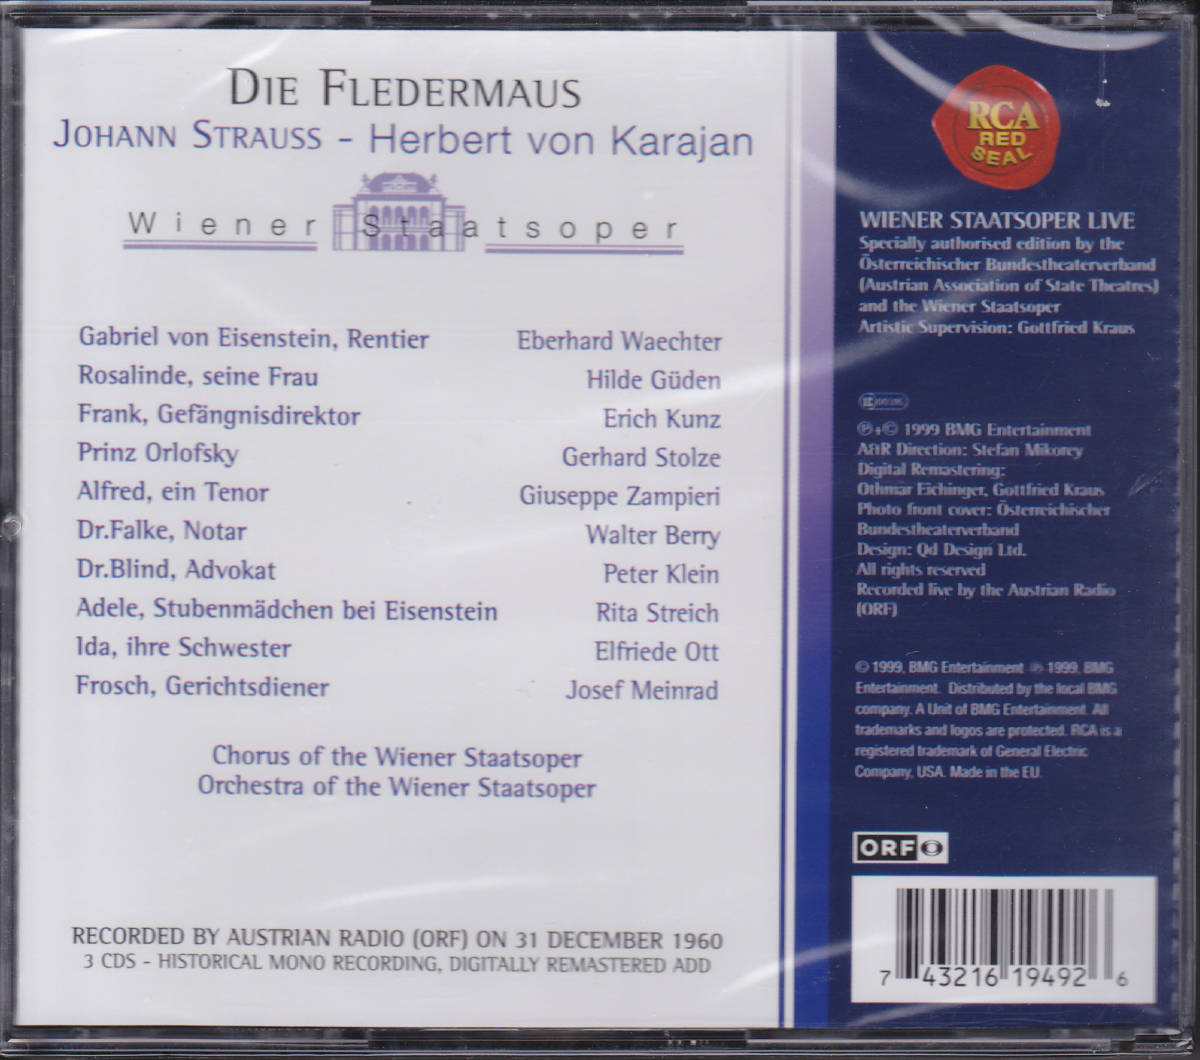 DIE FLEDERMAUS
JOHANN STRAUSS - Herbert von Karajan
Wiener Staatsoper
Gabriel von Eisenstein, Rentier Eberhard Waechter
Rosalinde, seine Frau Hilde Güden
Frank, Gefängnisdirektor Erich Kunz
Prinz Orlofsky Gerhard Stolze
Alfred, ein Tenor Giuseppe Zampieri
Dr.Falke, Notar Walter Berry
Dr.Blind, Advokat Peter Klein
Adele, Stubenmädchen bei Eisenstein Rita Streich
Ida, ihre Schwester Elfriede Ott
Frosch, Gerichtsdiener Josef Meinrad
Chorus of the Wiener Staatsoper
Orchestra of the Wiener Staatsoper
RECORDED BY AUSTRIAN RADIO (ORF) ON 31 DECEMBER 1960
3 CDS - HISTORICAL MONO RECORDING, DIGITALLY REMASTERED ADD
RCA
RED
SEAL
WIENER STAATSOPER LIVE
Specially authorised edition by the
Österreichischer Bundestheaterverband
(Austrian Association of State Theatres)
and the Wiener Staatsoper
Artistic Supervision: Gottfried Kraus
℗+© 1999 BMG Entertainment
A&R Direction: Stefan Mikorey
Digital Remastering:
Othmar Eichinger, Gottfried Kraus
Photo front cover: Österreichischer
Bundestheaterverband
Design: Qd Design Ltd.
All rights reserved
Recorded live by the Austrian Radio
(ORF)
© 1999, BMG Entertainment ℗ 1999, BMG
Entertainment. Distributed by the local BMG
company. A Unit of BMG Entertainment. All
trademarks and logos are protected. RCA is a
registered trademark of General Electric
Company, USA. Made in the EU.
ORF
7 43216 19492 6